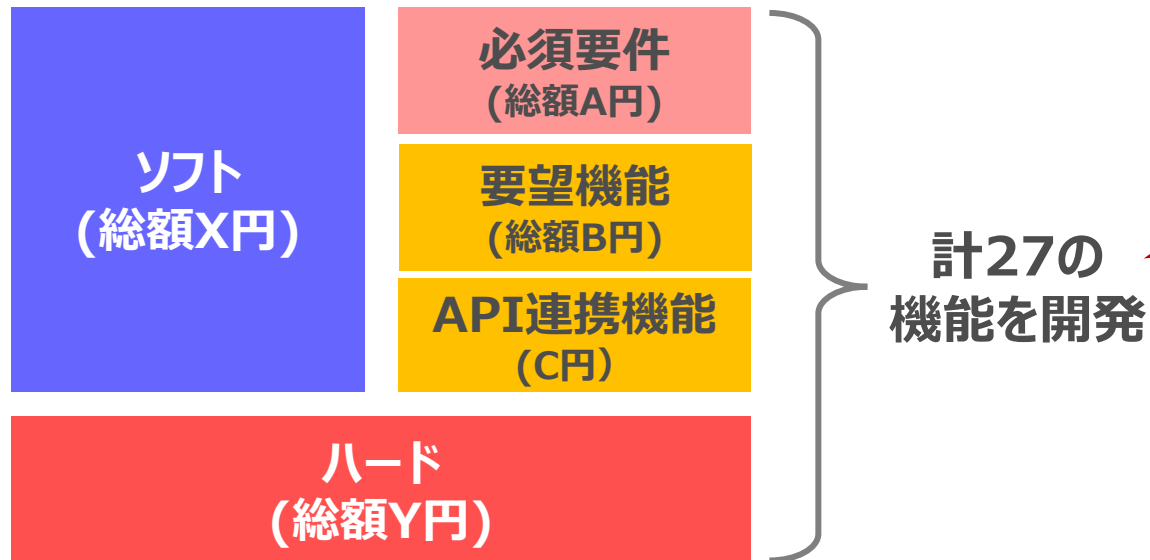 ソフト
(総額X円)
必須要件
(総額A円)
要望機能
(総額B円)
API連携機能
(C円）
ハード
(総額Y円)
計27の
機能を開発